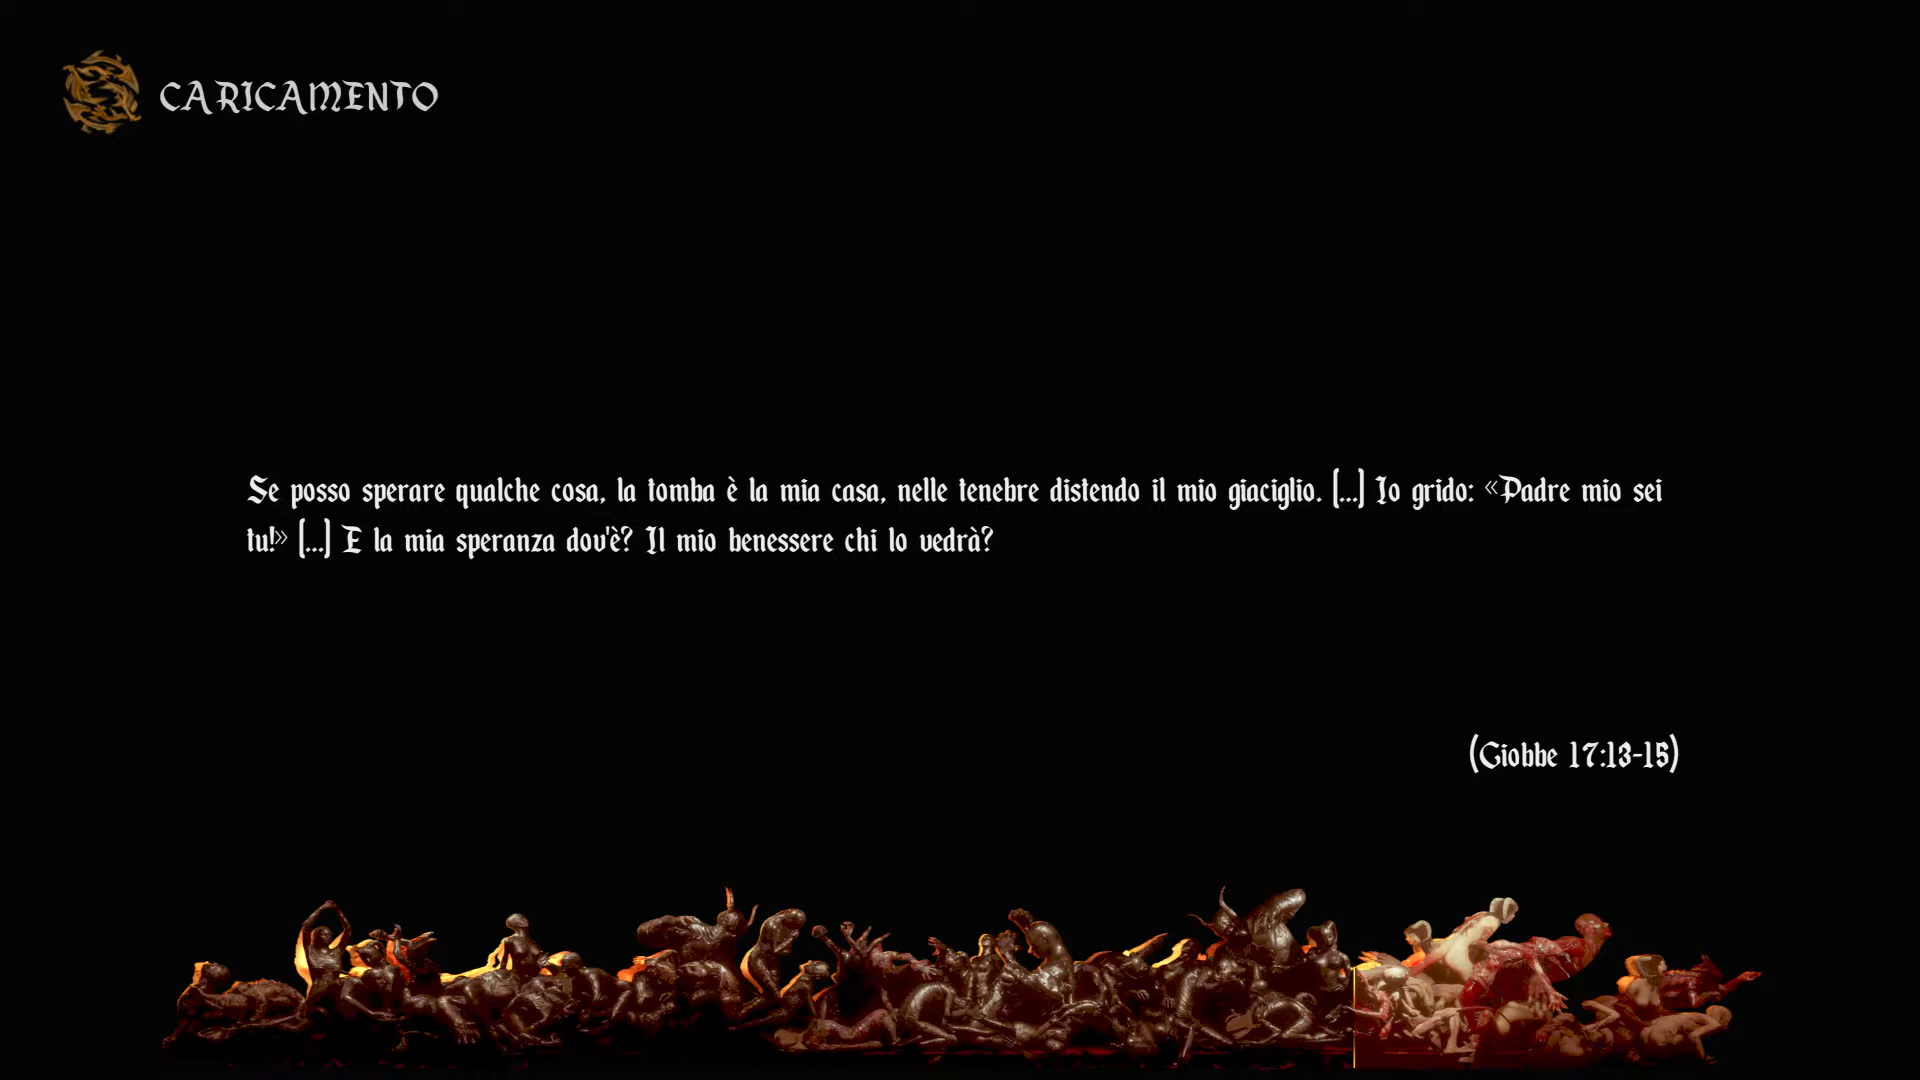 CARICAMENTO
Se posso sperare qualche cosa, la tomba è la mia casa, nelle tenebre distendo il mio giaciglio. [...] Io grido: «Padre mio sei
tu!» [...] E la mia speranza dov'è? Il mio benessere chi lo vedrà?
(Giobbe 17:13-15)